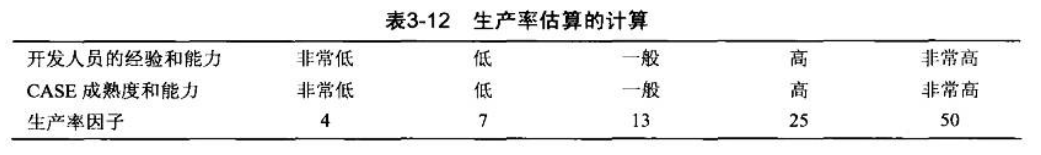 表3-12 生产率估算的计算
开发人员的经验和能力 非常低 低 一般 高 非常高
CASE 成熟度和能力 非常低 低 一般 高 非常高
生产率因子 4 7 13 25 50